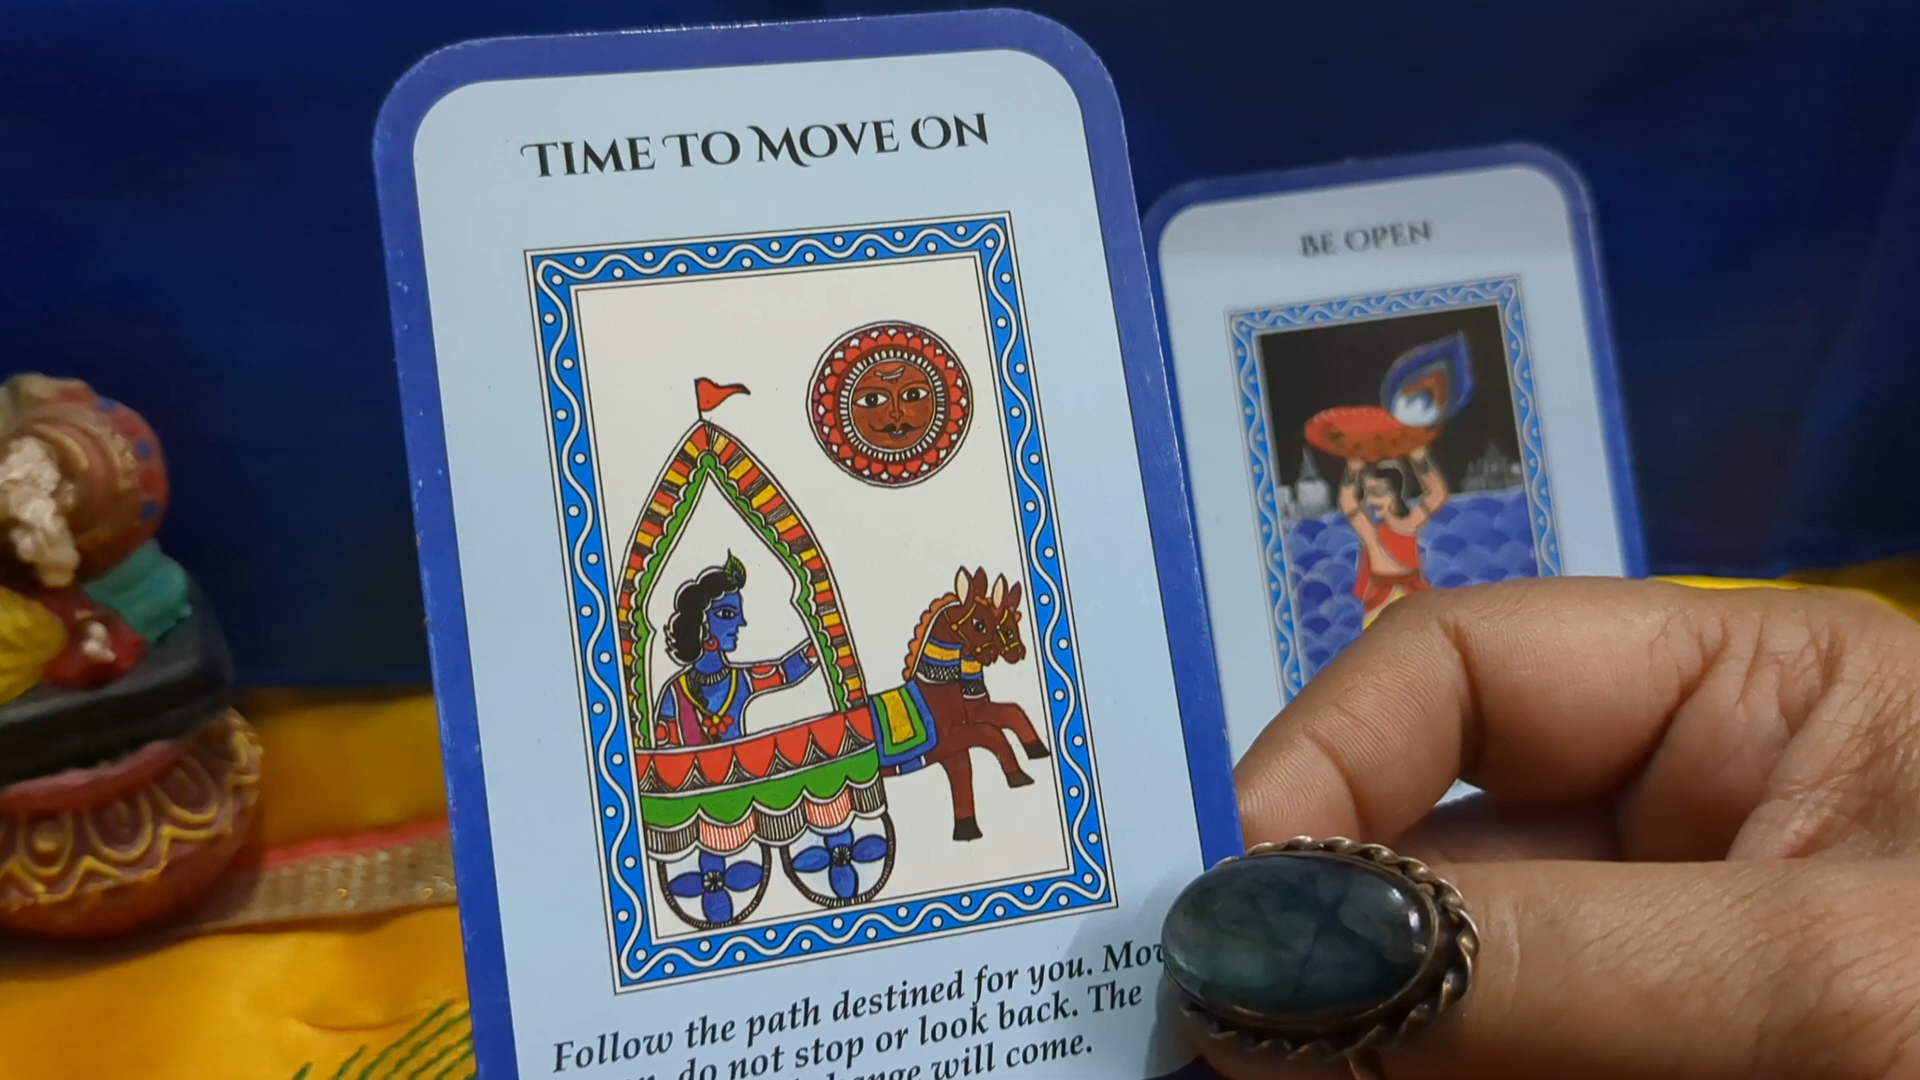 TIME TO MOVE ON
BE OPEN
Follow the path destined for you.
do not stop or look back. The
will come.